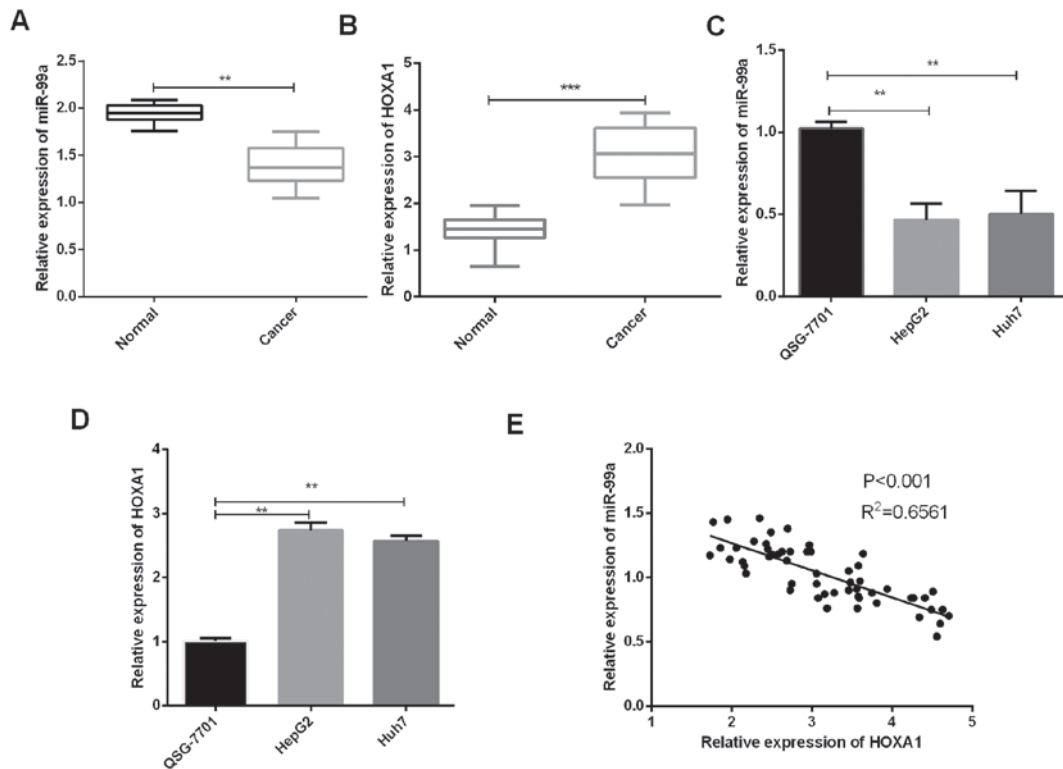 A
Relative expression of miR-99a
2.5
2.0
1.5
1.0
0.5
0.0
**
Normal
Cancer
B
Relative expression of HOXA1
5
4
3
2
1
0
***
Normal
Cancer
C
Relative expression of miR-99a
1.5
1.0
0.5
0.0
**
**
QSG-7701
HepG2
Huh7
D
Relative expression of HOXA1
4
3
2
1
0
**
**
QSG-7701
HepG2
Huh7
E
Relative expression of miR-99a
2.0
1.5
1.0
0.5
0.0
P<0.001
R²=0.6561
1
2
3
4
5
Relative expression of HOXA1